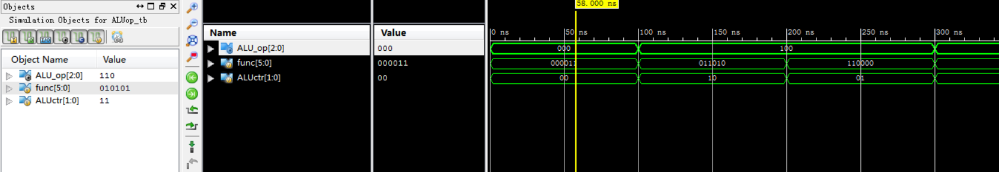 Objects
Simulation Objects for ALUop_tb
Object Name Value
ALU_op[2:0] 110
func[5:0] 010101
ALUctr[1:0] 11
Name Value
ALU_op[2:0] 000
func[5:0] 000011
ALUctr[1:0] 00
58.000 ns
0 ns 50 ns 100 ns 150 ns 200 ns 250 ns 300 ns
000 100
000011 011010 110000
00 10 01